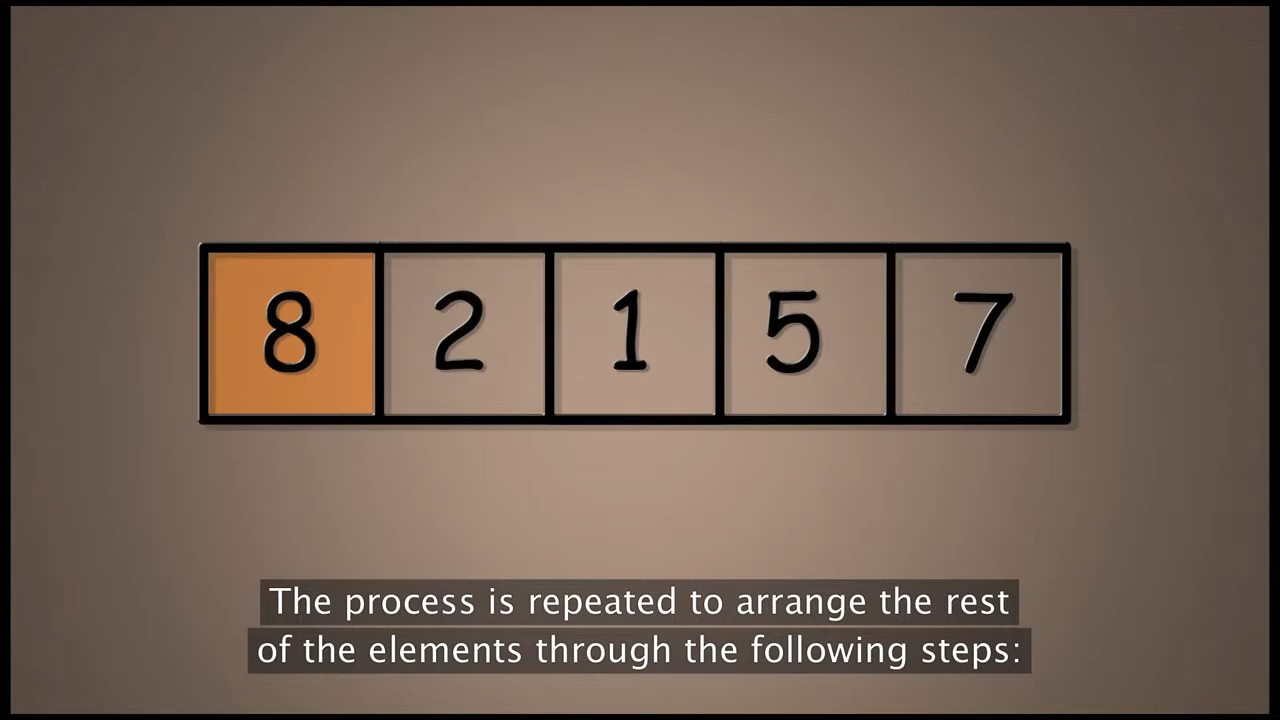 8 2 1 5 7
The process is repeated to arrange the rest
of the elements through the following steps: